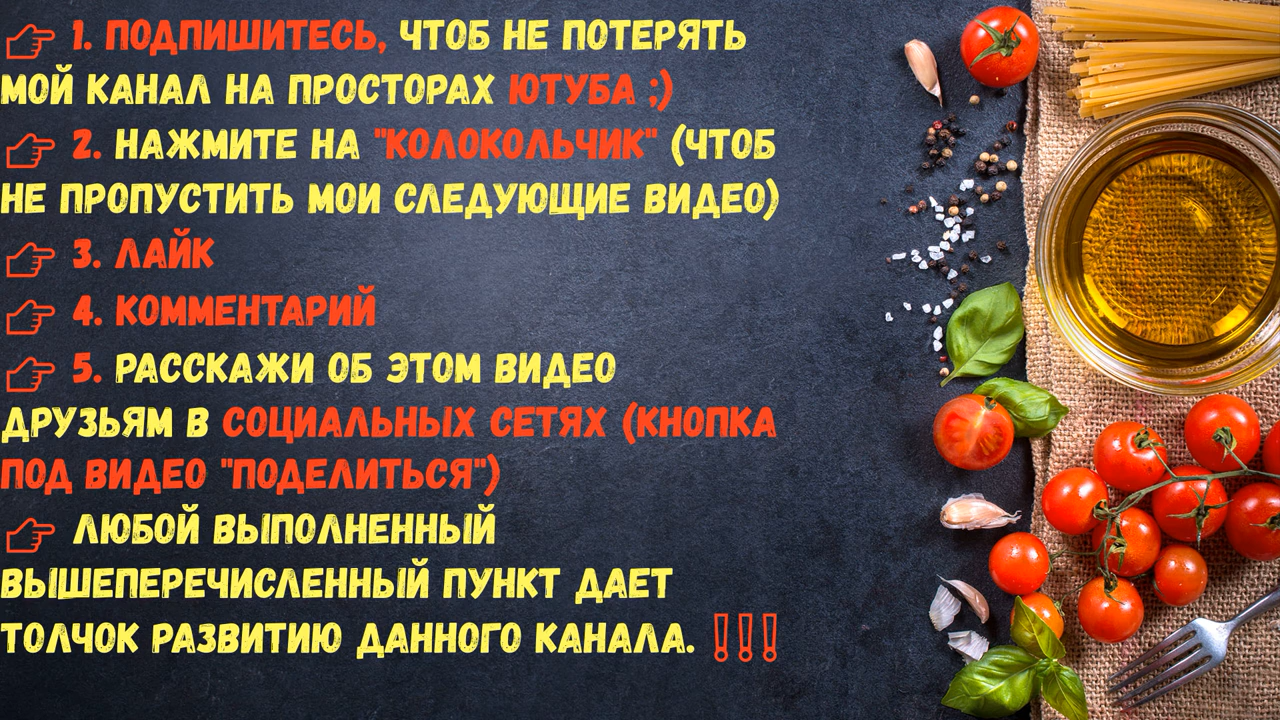 👉 1. ПОДПИШИТЕСЬ, ЧТОБ НЕ ПОТЕРЯТЬ
МОЙ КАНАЛ НА ПРОСТОРАХ ЮТУБА ;)
👉 2. НАЖМИТЕ НА "КОЛОКОЛЬЧИК" (ЧТОБ
НЕ ПРОПУСТИТЬ МОИ СЛЕДУЮЩИЕ ВИДЕО)
👉 3. ЛАЙК
👉 4. КОММЕНТАРИЙ
👉 5. РАССКАЖИ ОБ ЭТОМ ВИДЕО
ДРУЗЬЯМ В СОЦИАЛЬНЫХ СЕТЯХ (КНОПКА
ПОД ВИДЕО "ПОДЕЛИТЬСЯ")
👉 ЛЮБОЙ ВЫПОЛНЕННЫЙ
ВЫШЕПЕРЕЧИСЛЕННЫЙ ПУНКТ ДАЕТ
ТОЛЧОК РАЗВИТИЮ ДАННОГО КАНАЛА. ❗❗❗